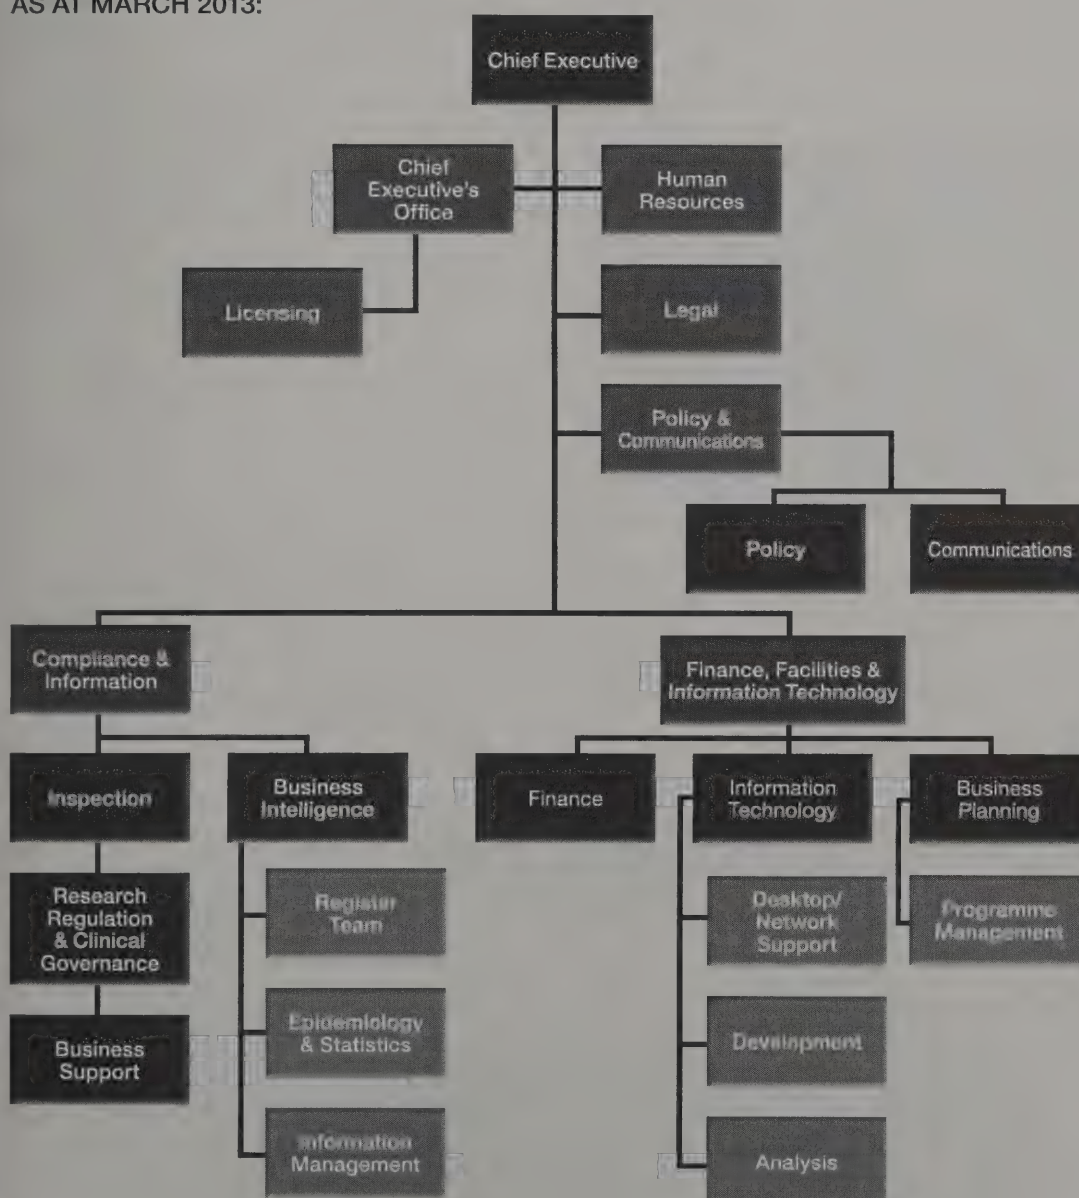 AS AT MARCH 2013:
Chief Executive
Chief
Executive's
Office
Human
Resources
Licensing
Legal
Policy &
Communications
Policy
Communications
Compliance &
Information
Finance, Facilities &
Information Technology
Inspection
Business
Intelligence
Finance
Information
Technology
Business
Planning
Research
Regulation
& Clinical
Governance
Register
Team
Desktop/
Network
Support
Programme
Management
Business
Support
Epidemiology
& Statistics
Development
Information
Management
Analysis